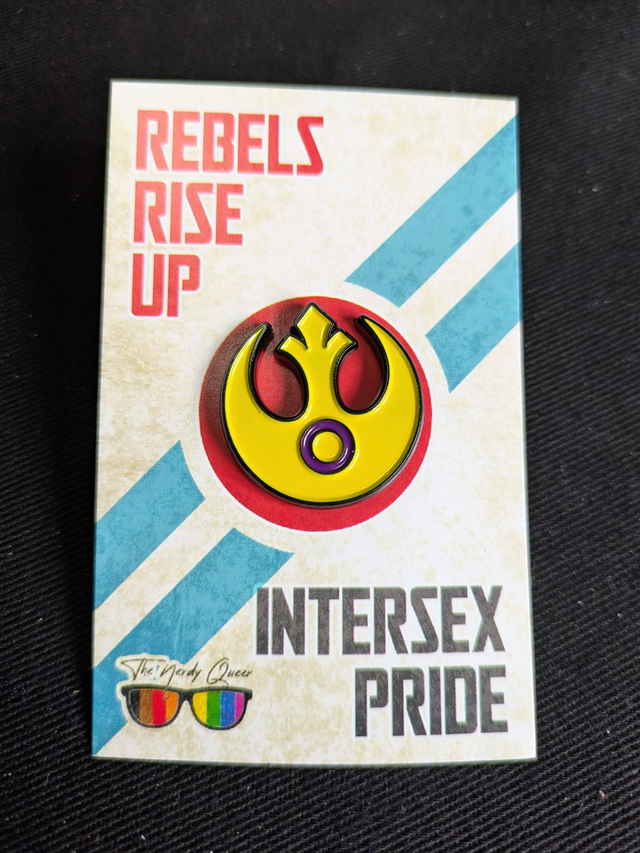 REBELS
RISE
UP
INTERSEX
PRIDE
The Nerdy Queer